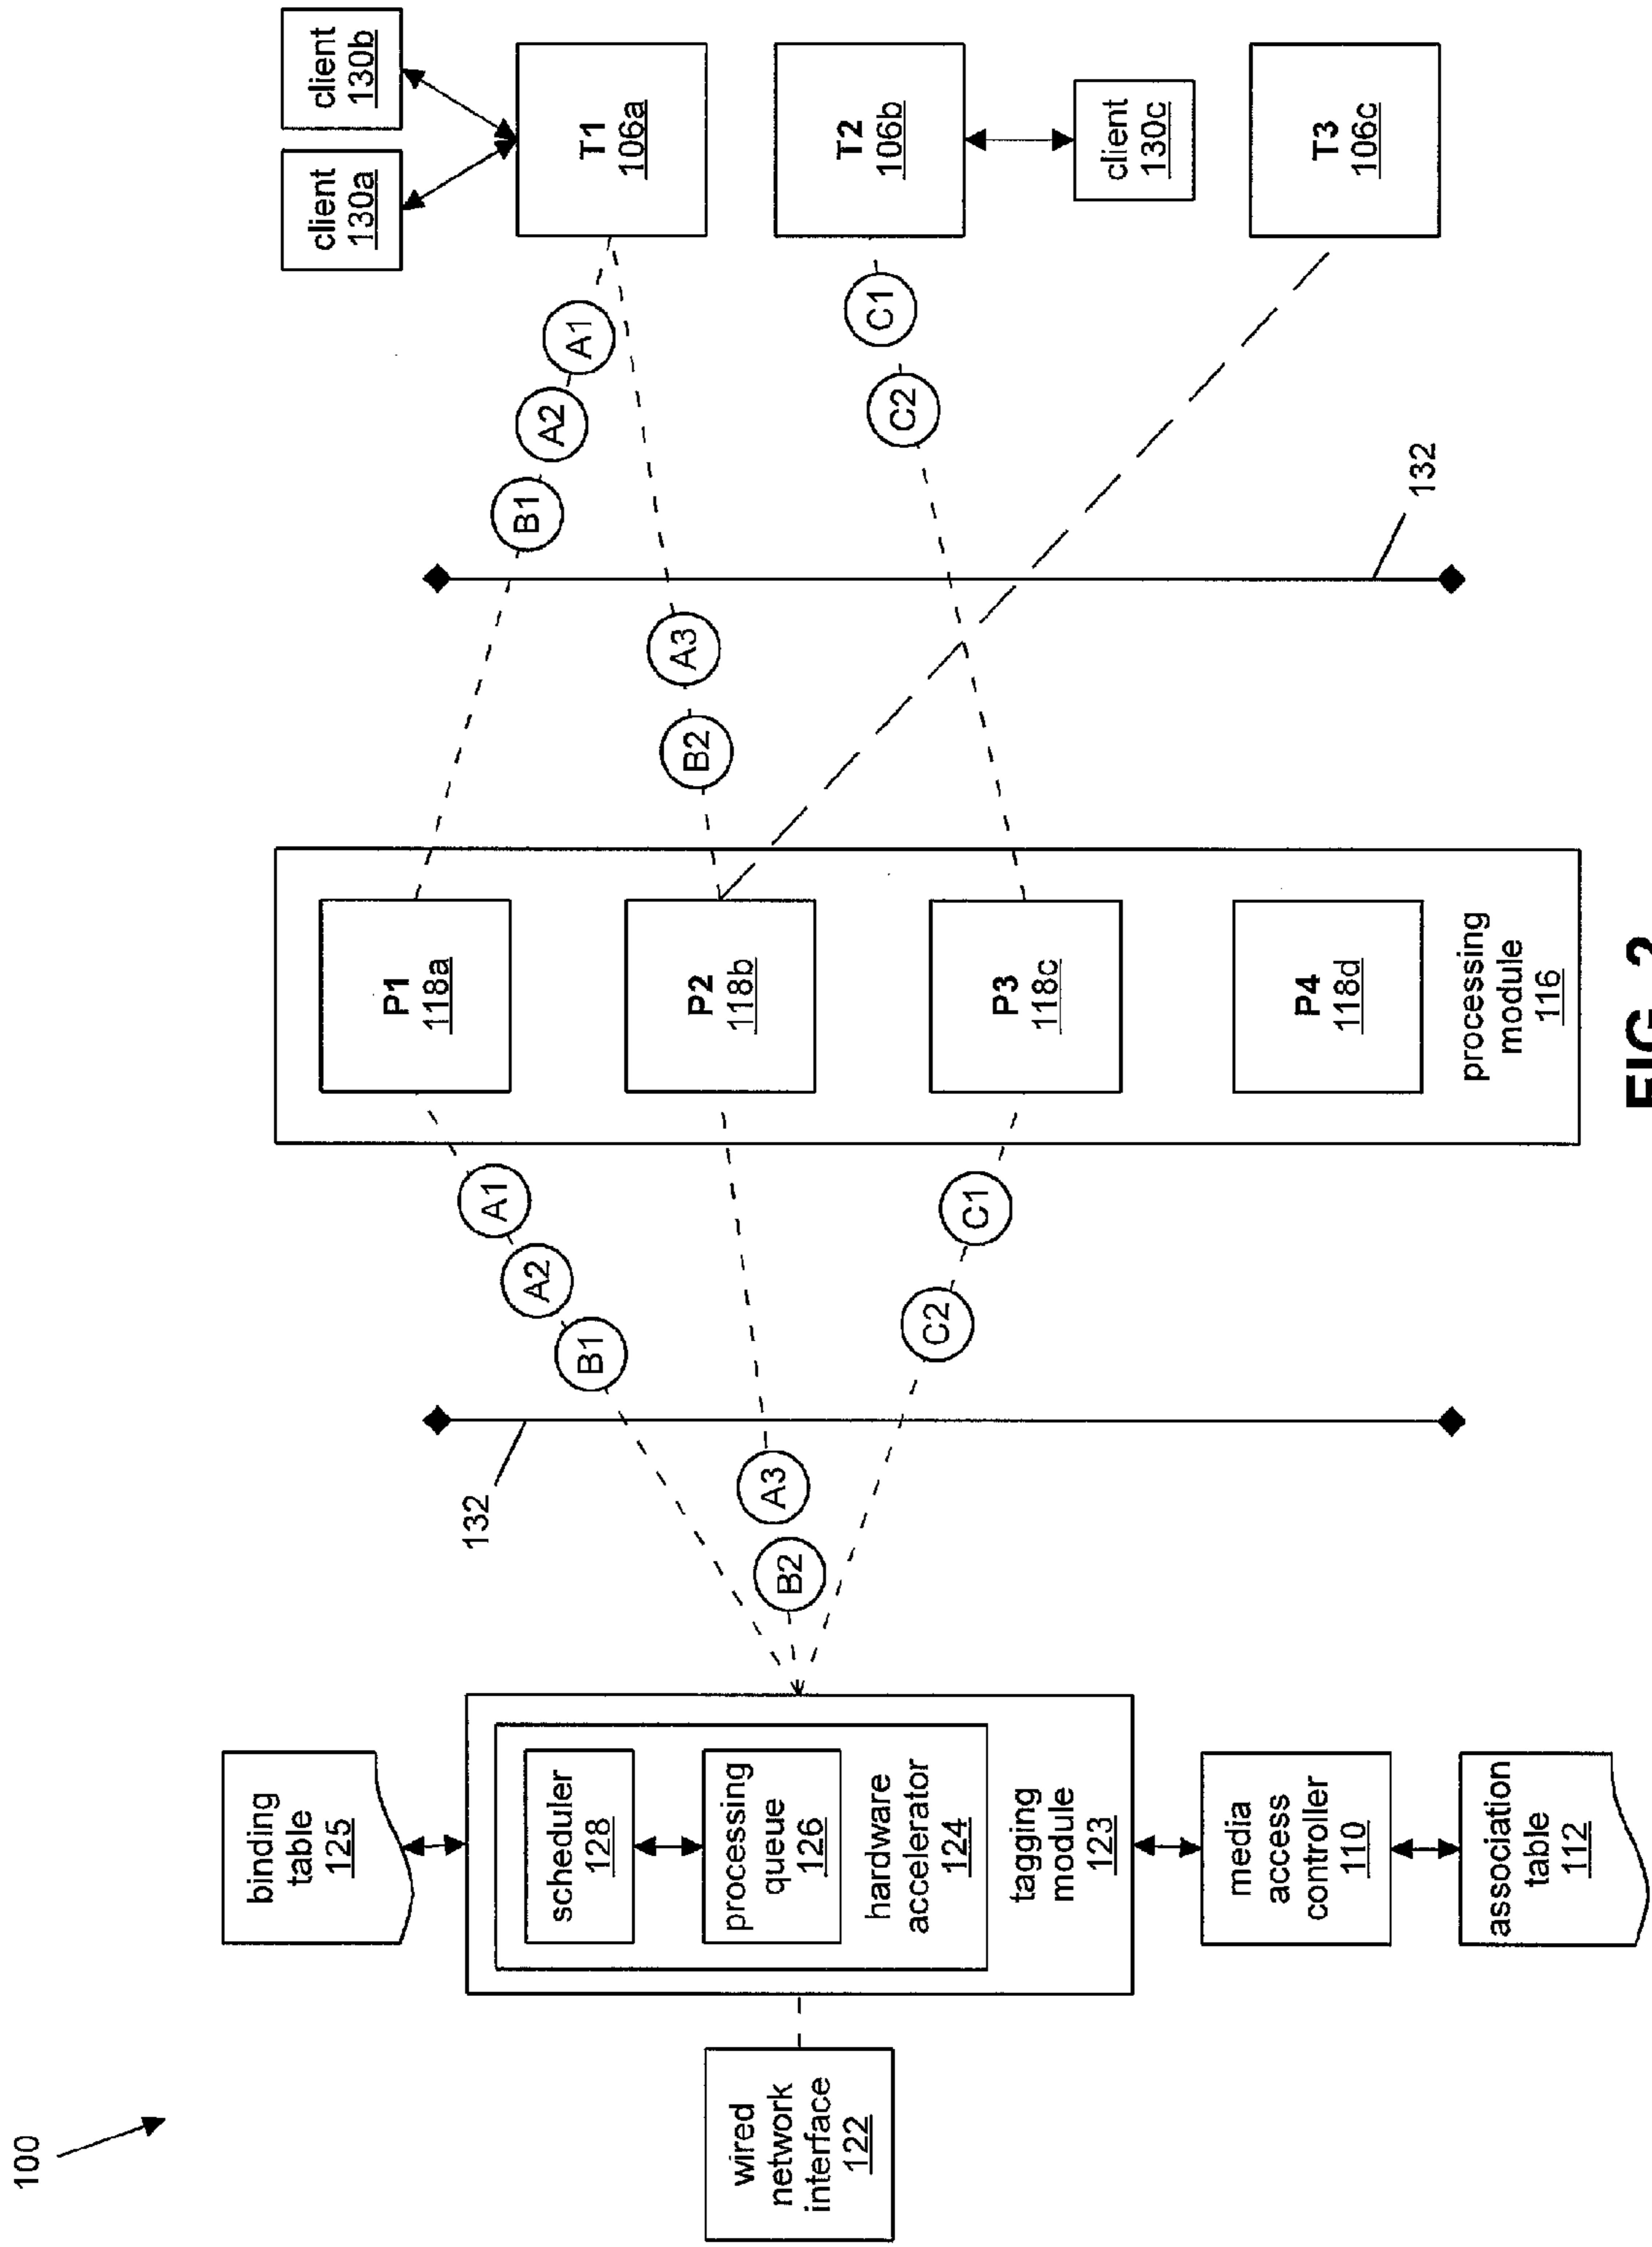 100
wired
network
interface
122
binding
table
125
scheduler
128
processing
queue
126
hardware
accelerator
124
tagging
module
123
media
access
controller
110
association
table
112
132
B1
A2
A1
B2
A3
C2
C1
P1
118a
P2
118b
P3
118c
P4
118d
processing
module
116
B2
A3
132
B1
A2
A1
C2
C1
client
130a
client
130b
T1
106a
T2
106b
client
130c
T3
106c